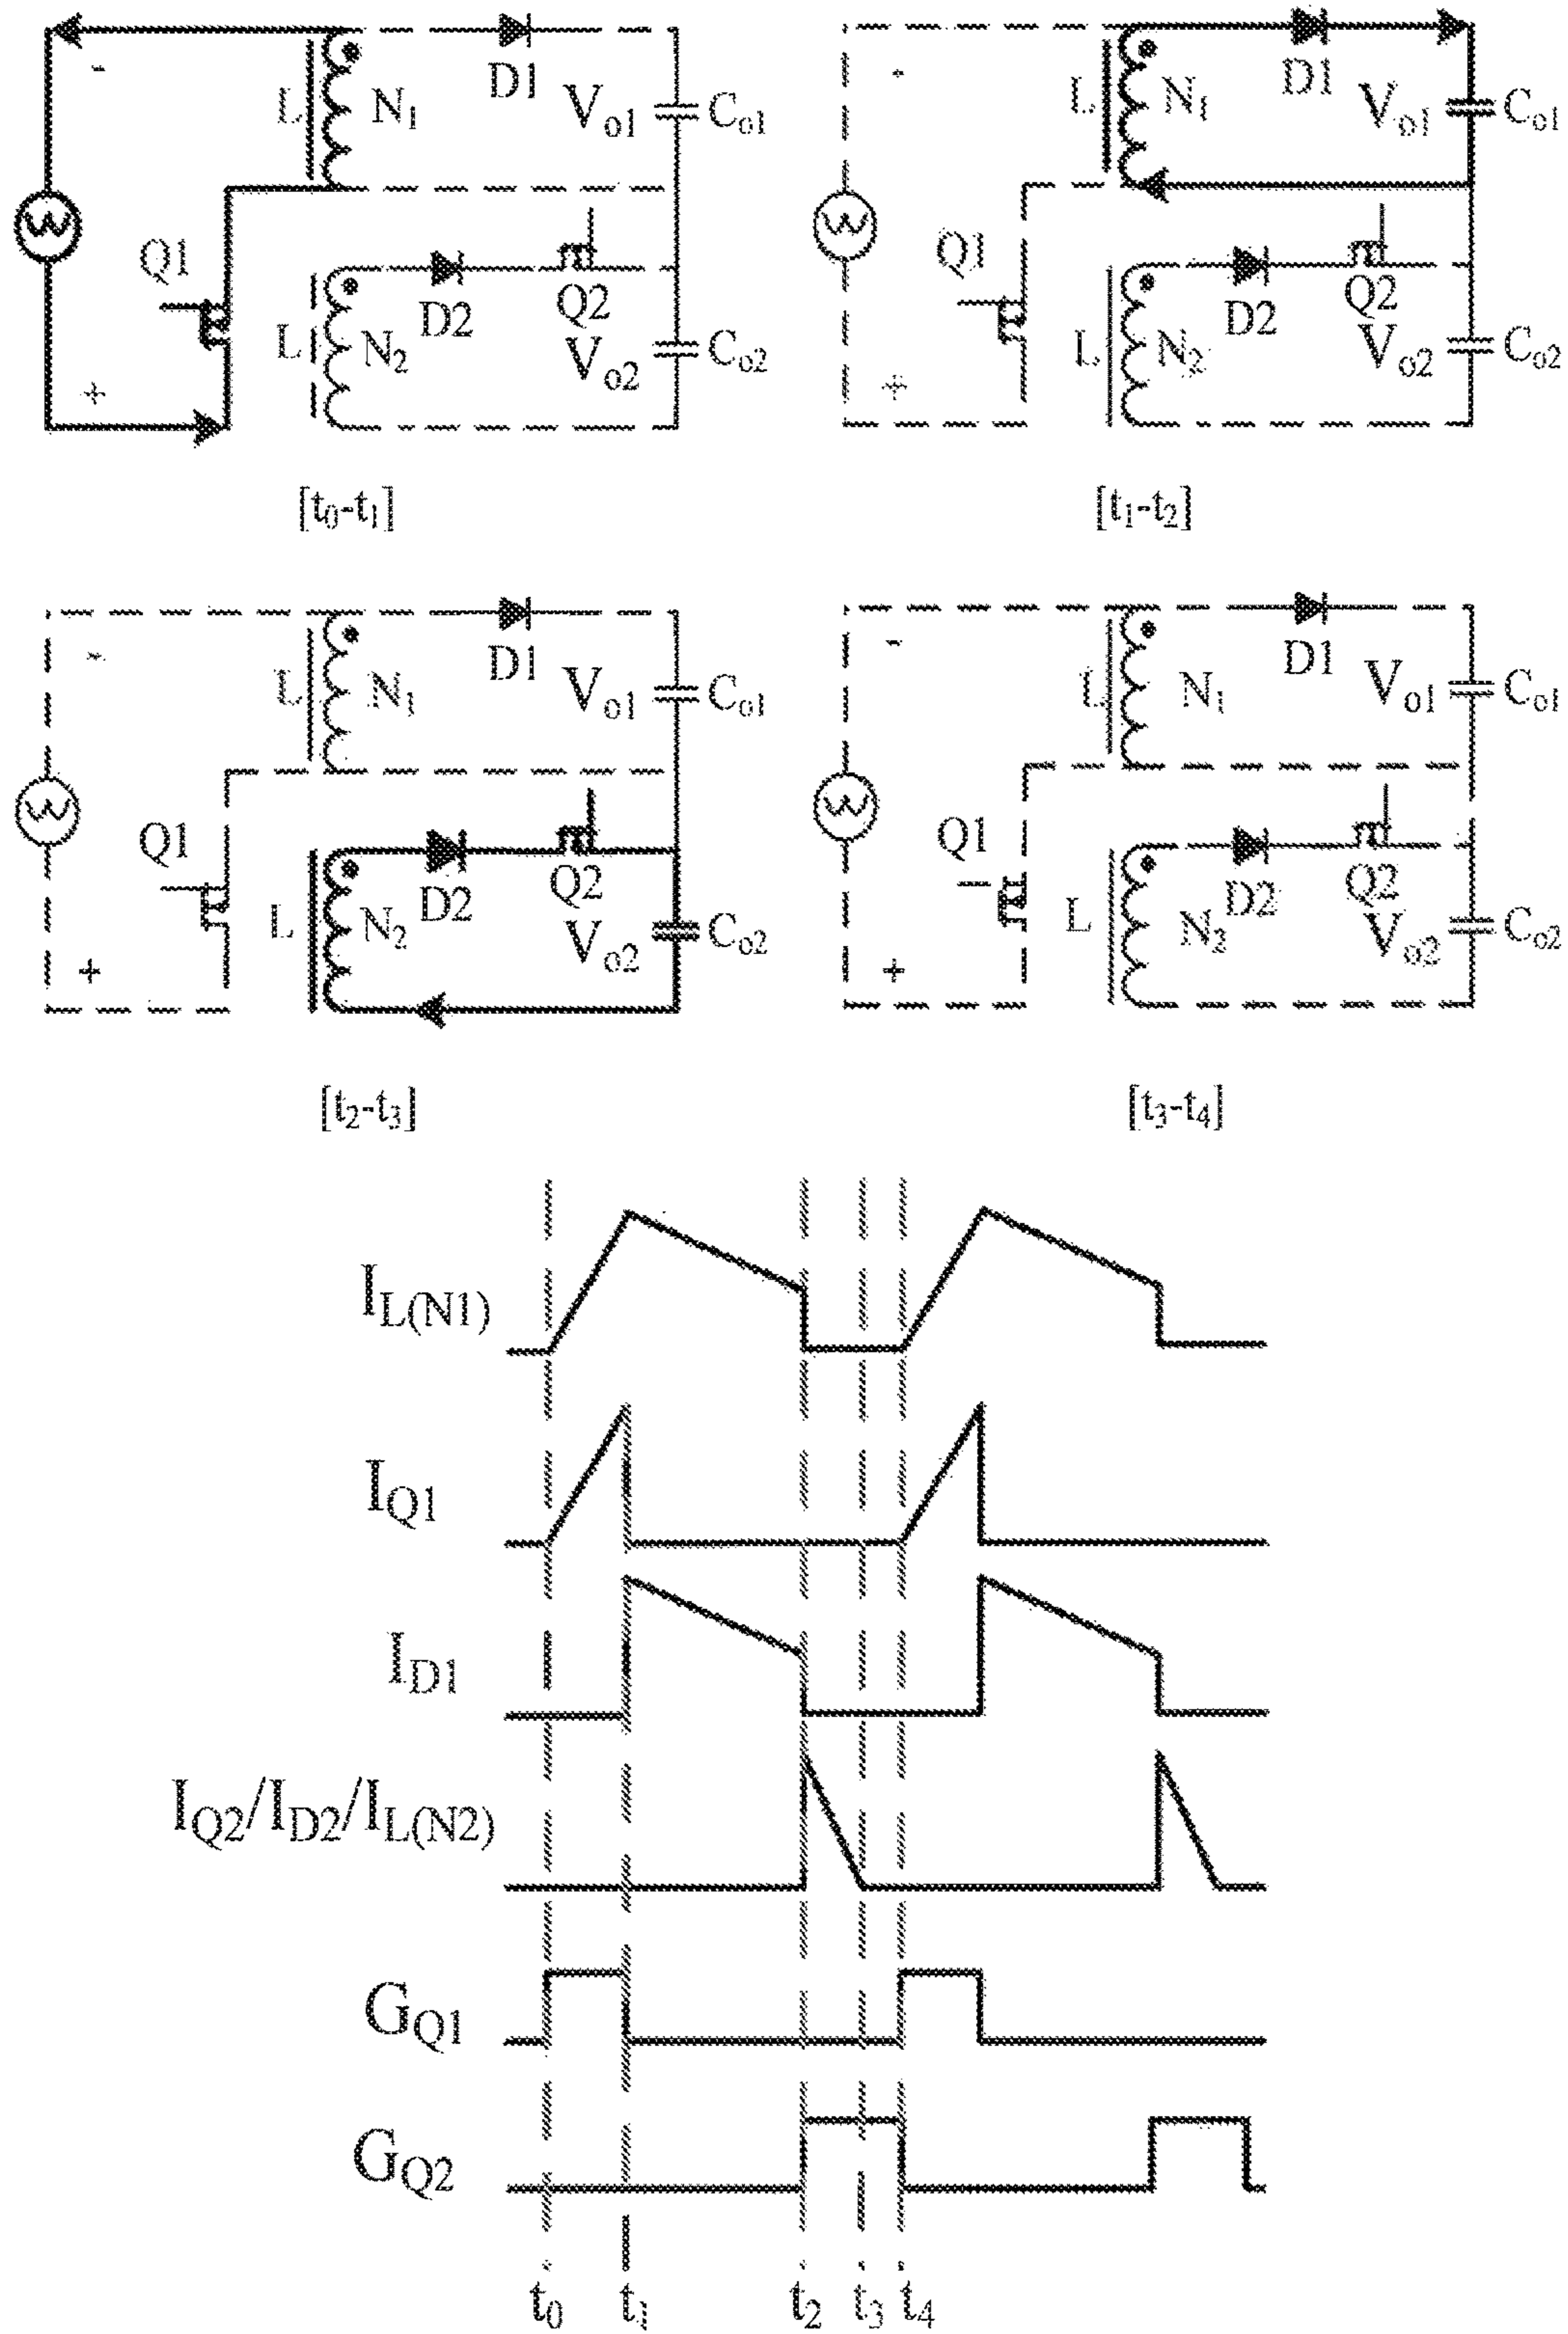 -
L
N1
D1
Vo1
Co1
Q1
D2
Q2
+
L
N2
Vo2
Co2
[t0-t1]
-
L
N1
D1
Vo1
Co1
Q1
D2
Q2
+
L
N2
Vo2
Co2
[t1-t2]
-
L
N1
D1
Vo1
Co1
Q1
D2
Q2
+
L
N2
Vo2
Co2
[t2-t3]
-
L
N1
D1
Vo1
Co1
Q1
D2
Q2
+
L
N2
Vo2
Co2
[t3-t4]
IL(N1)
IQ1
ID1
IQ2/ID2/IL(N2)
GQ1
GQ2
t0 t1 t2 t3 t4